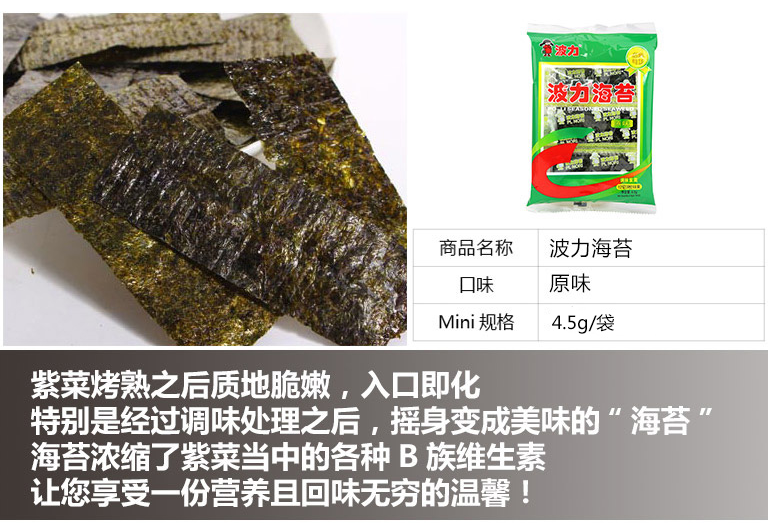 波力
波力海苔
商品名称 波力海苔
口味 原味
Mini 规格 4.5g/袋
紫菜烤熟之后质地脆嫩，入口即化
特别是经过调味处理之后，摇身变成美味的“ 海苔 ”
海苔浓缩了紫菜当中的各种 B 族维生素
让您享受一份营养且回味无穷的温馨！